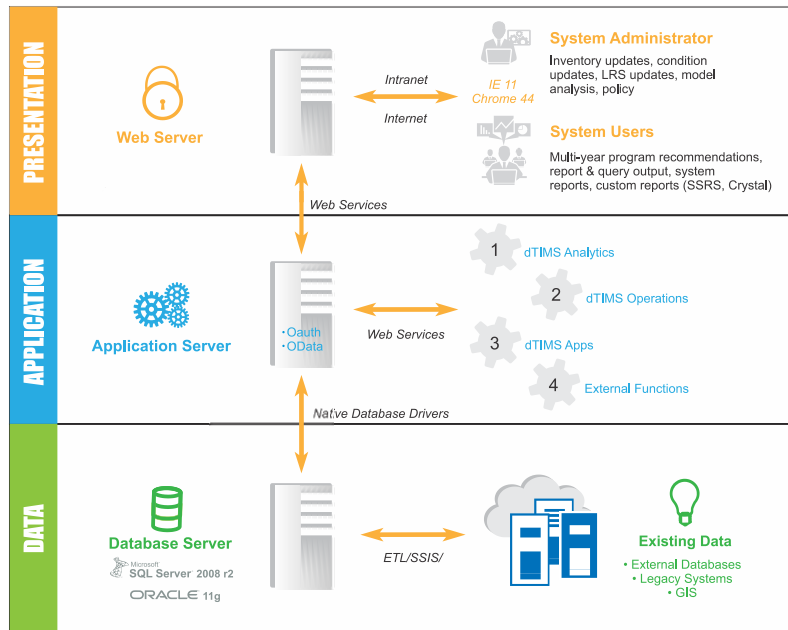 PRESENTATION
Web Server
Intranet
Internet
IE 11
Chrome 44
System Administrator
Inventory updates, condition
updates, LRS updates, model
analysis, policy
System Users
Multi-year program recommendations,
report & query output, system
reports, custom reports (SSRS, Crystal)
Web Services
APPLICATION
Application Server
• Oauth
• OData
Web Services
1
dTIMS Analytics
2
dTIMS Operations
3
dTIMS Apps
4
External Functions
Native Database Drivers
DATA
Database Server
Microsoft
SQL Server 2008 r2
ORACLE 11g
ETL/SSIS/
Existing Data
• External Databases
• Legacy Systems
• GIS